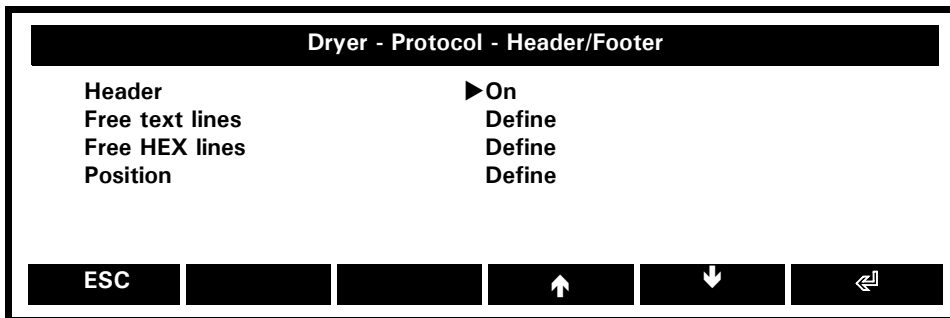 Dryer - Protocol - Header/Footer
Header ▶On
Free text lines Define
Free HEX lines Define
Position Define
ESC ↑ ↓ ↵